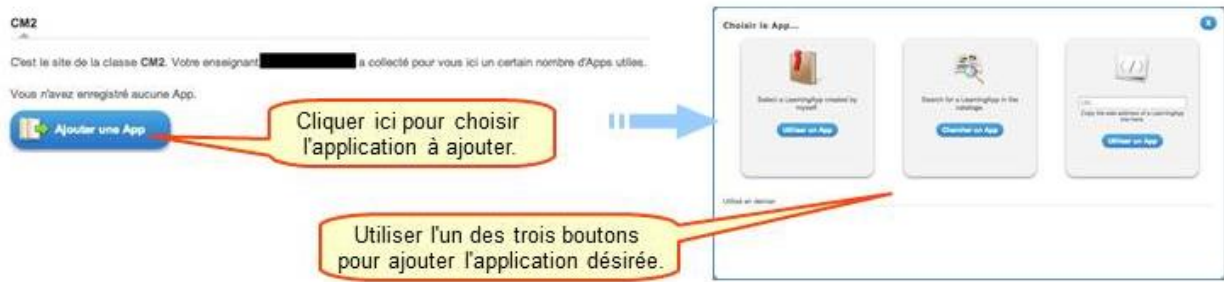 CM2
C'est le site de la classe CM2. Votre enseignant a collecté pour vous ici un certain nombre d'Apps utiles.
Vous n'avez enregistré aucune App.
Ajouter une App
Cliquer ici pour choisir
l'application à ajouter.
Choisir le App...
Select a LearningApp created by
myself
Utiliser un App
Search for a LearningApp in the
catalogue.
Chercher un App
Copy the web address of a LearningApp
Utiliser un App
Utilisé en dernier
Utiliser l'un des trois boutons
pour ajouter l'application désirée.